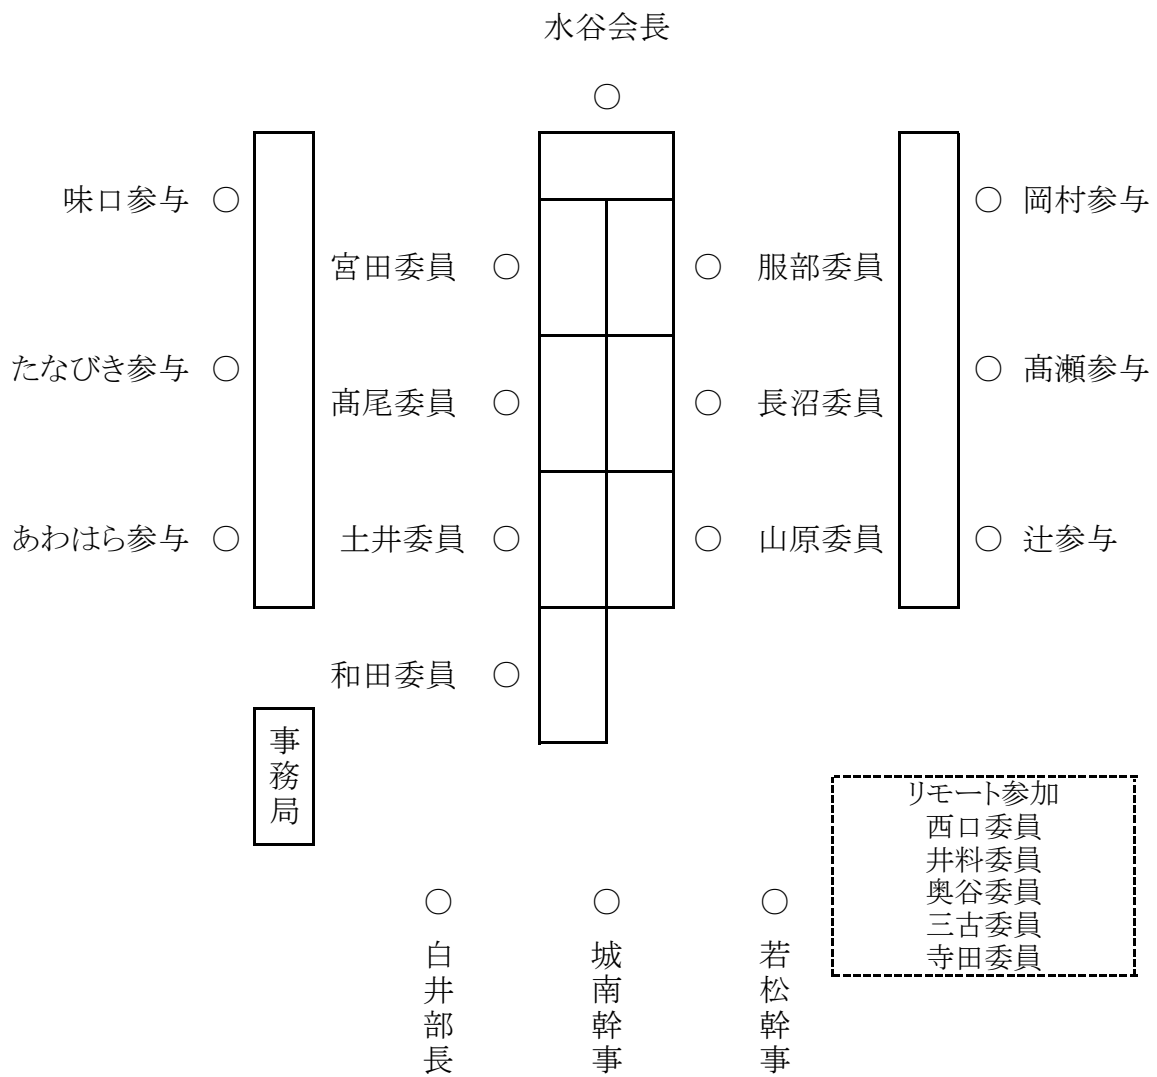 水谷会長
○
味口参与 ○
○ 岡村参与
宮田委員 ○
○ 服部委員
たなびき参与 ○
○ 髙瀬参与
髙尾委員 ○
○ 長沼委員
あわはら参与 ○
土井委員 ○
○ 山原委員
○ 辻参与
和田委員 ○
事務局
リモート参加
西口委員
井料委員
奥谷委員
三古委員
寺田委員
○ ○ ○
白井部長
城南幹事
若松幹事